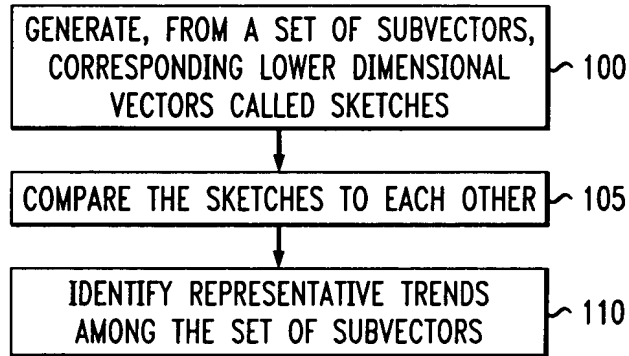 GENERATE, FROM A SET OF SUBVECTORS,
CORRESPONDING LOWER DIMENSIONAL
VECTORS CALLED SKETCHES
100
COMPARE THE SKETCHES TO EACH OTHER
105
IDENTIFY REPRESENTATIVE TRENDS
AMONG THE SET OF SUBVECTORS
110